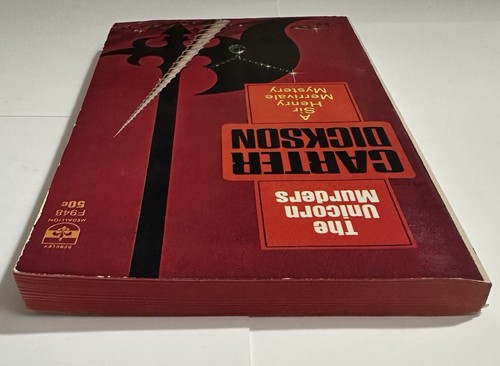 The
Unicorn
Murders
CARTER
DICKSON
A
Sir
Henry
Merrivale
Mystery
BERKLEY
MEDALLION
F948
50c